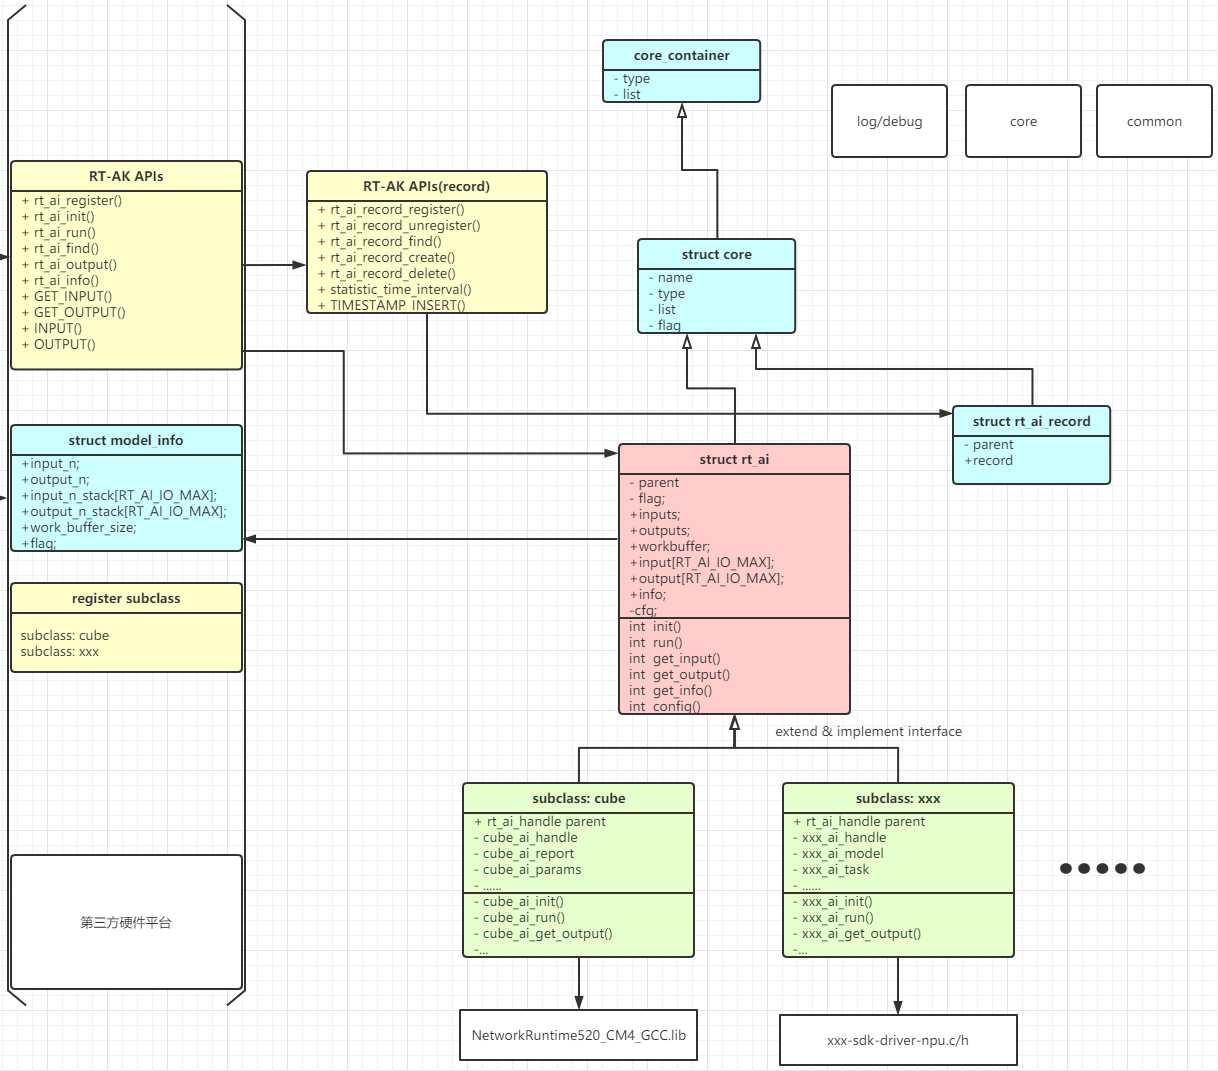 core_container
- type
- list
log/debug
core
common
RT-AK APIs
+ rt_ai_register()
+ rt_ai_init()
+ rt_ai_run()
+ rt_ai_find()
+ rt_ai_output()
+ rt_ai_info()
+ GET_INPUT()
+ GET_OUTPUT()
+ INPUT()
+ OUTPUT()
RT-AK APIs(record)
+ rt_ai_record_register()
+ rt_ai_record_unregister()
+ rt_ai_record_find()
+ rt_ai_record_create()
+ rt_ai_record_delete()
+ statistic_time_interval()
+ TIMESTAMP_INSERT()
struct core
- name
- type
- list
- flag
struct rt_ai_record
- parent
+record
struct model_info
+input_n;
+output_n;
+input_n_stack[RT_AI_IO_MAX];
+output_n_stack[RT_AI_IO_MAX];
+work_buffer_size;
+flag;
struct rt_ai
- parent
- flag;
+inputs;
+outputs;
+workbuffer;
+input[RT_AI_IO_MAX];
+output[RT_AI_IO_MAX];
+info;
-cfg;
int init()
int run()
int get_input()
int get_output()
int get_info()
int config()
register subclass
subclass: cube
subclass: xxx
extend & implement interface
subclass: cube
+ rt_ai_handle parent
- cube_ai_handle
- cube_ai_report
- cube_ai_params
- ......
- cube_ai_init()
- cube_ai_run()
- cube_ai_get_output()
-...
subclass: xxx
+ rt_ai_handle parent
- xxx_ai_handle
- xxx_ai_model
- xxx_ai_task
- ......
- xxx_ai_init()
- xxx_ai_run()
- xxx_ai_get_output()
-...
第三方硬件平台
NetworkRuntime520_CM4_GCC.lib
xxx-sdk-driver-npu.c/h